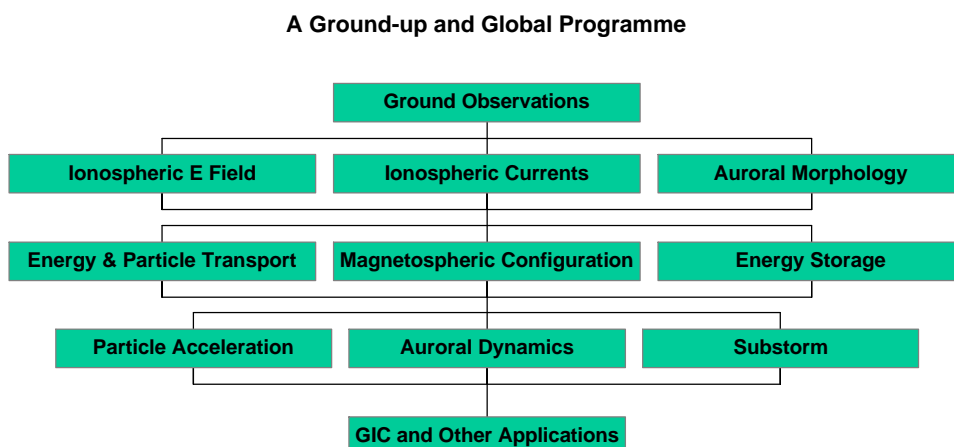 A Ground-up and Global Programme
Ground Observations
Ionospheric E Field
Ionospheric Currents
Auroral Morphology
Energy & Particle Transport
Magnetospheric Configuration
Energy Storage
Particle Acceleration
Auroral Dynamics
Substorm
GIC and Other Applications